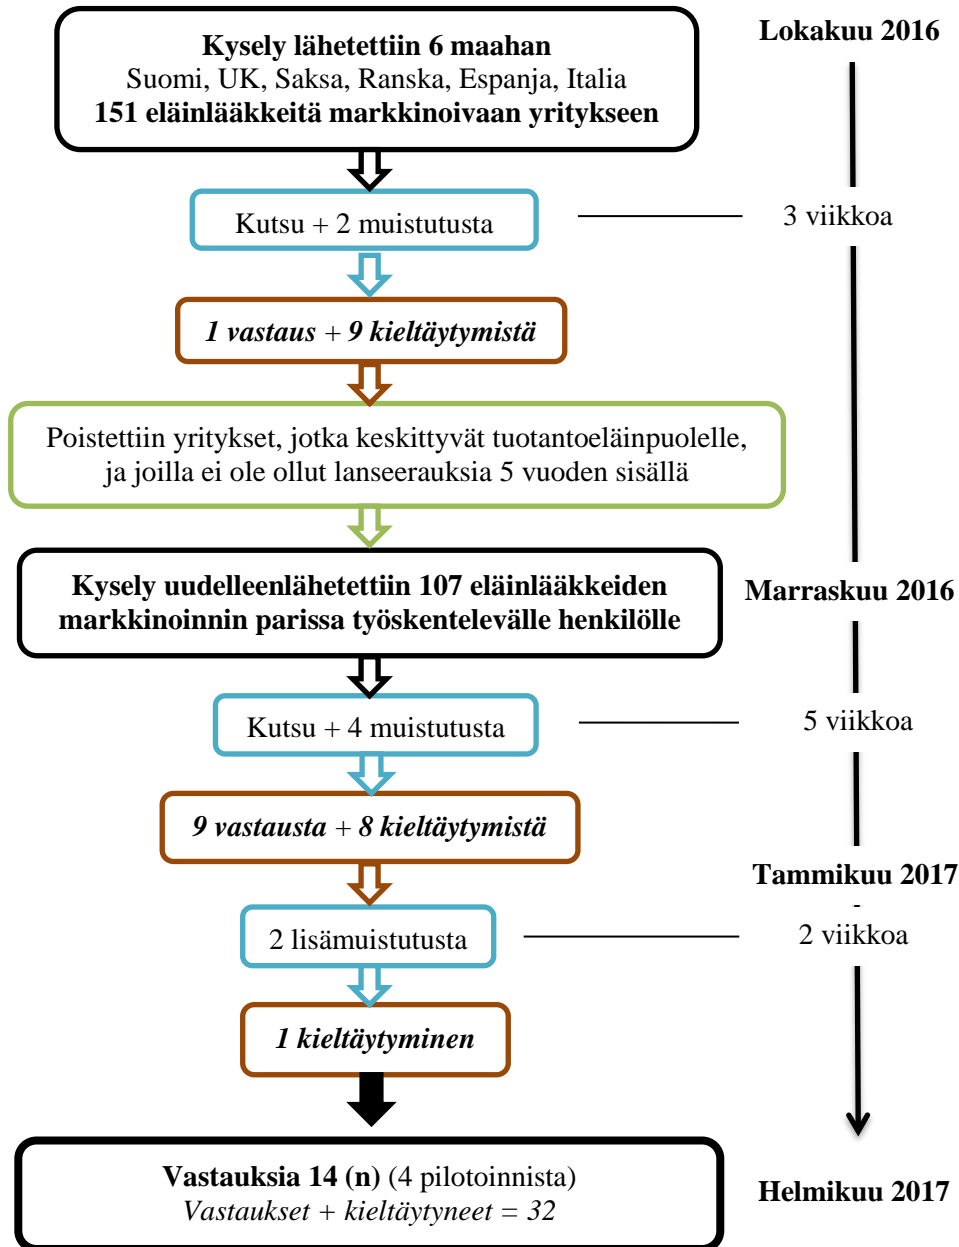 Lokakuu 2016
Kysely lähetettiin 6 maahan
Suomi, UK, Saksa, Ranska, Espanja, Italia
151 eläinlääkkeitä markkinoivaan yritykseen
Kutsu + 2 muistutusta
3 viikkoa
1 vastaus + 9 kieltäytymistä
Poistettiin yritykset, jotka keskittyvät tuotantoeläinpuolelle,
ja joilla ei ole ollut lanseerauksia 5 vuoden sisällä
Kysely uudelleenlähetettiin 107 eläinlääkkeiden
markkinoinnin parissa työskentelevälle henkilölle
Marraskuu 2016
Kutsu + 4 muistutusta
5 viikkoa
9 vastausta + 8 kieltäytymistä
Tammikuu 2017
2 lisämuistutusta
2 viikkoa
1 kieltäytyminen
Vastauksia 14 (n) (4 pilotoinnista)
Vastaukset + kieltäytyneet = 32
Helmikuu 2017